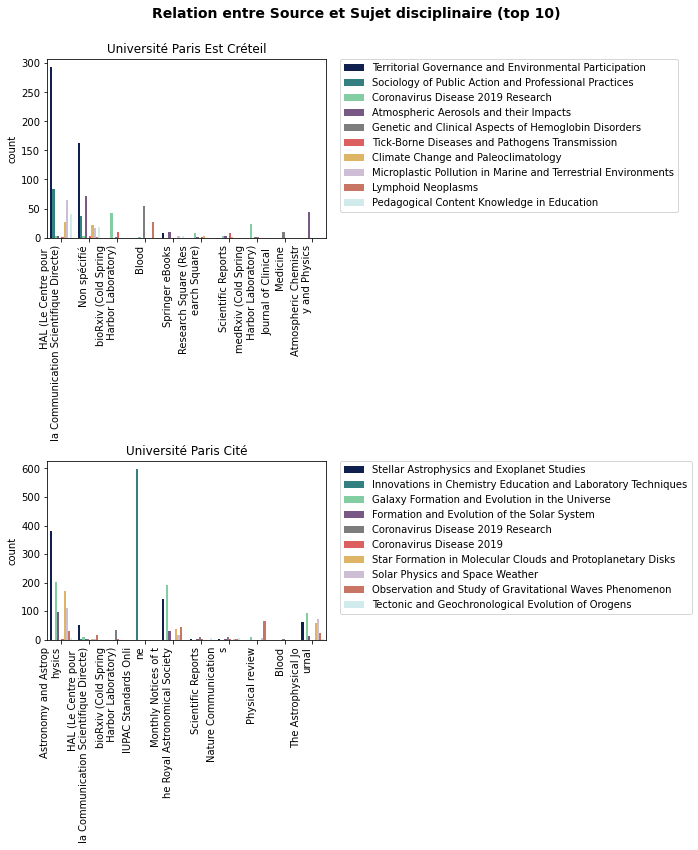 Relation entre Source et Sujet disciplinaire (top 10)
Université Paris Est Créteil
count
300
250
200
150
100
50
0
HAL (Le Centre pour
la Communication Scientifique Directe)
Non spécifié
bioRxiv (Cold Spring
Harbor Laboratory)
Blood
Springer eBooks
Research Square (Res
earch Square)
Scientific Reports
medRxiv (Cold Spring
Harbor Laboratory)
Journal of Clinical
Medicine
Atmospheric Chemistr
y and Physics
Territorial Governance and Environmental Participation
Sociology of Public Action and Professional Practices
Coronavirus Disease 2019 Research
Atmospheric Aerosols and their Impacts
Genetic and Clinical Aspects of Hemoglobin Disorders
Tick-Borne Diseases and Pathogens Transmission
Climate Change and Paleoclimatology
Microplastic Pollution in Marine and Terrestrial Environments
Lymphoid Neoplasms
Pedagogical Content Knowledge in Education
Université Paris Cité
count
600
500
400
300
200
100
0
Astronomy and Astrop
hysics
HAL (Le Centre pour
la Communication Scientifique Directe)
bioRxiv (Cold Spring
Harbor Laboratory)
IUPAC Standards Onli
ne
Monthly Notices of t
he Royal Astronomical Society
Scientific Reports
Nature Communication
s
Physical review
Blood
The Astrophysical Jo
urnal
Stellar Astrophysics and Exoplanet Studies
Innovations in Chemistry Education and Laboratory Techniques
Galaxy Formation and Evolution in the Universe
Formation and Evolution of the Solar System
Coronavirus Disease 2019 Research
Coronavirus Disease 2019
Star Formation in Molecular Clouds and Protoplanetary Disks
Solar Physics and Space Weather
Observation and Study of Gravitational Waves Phenomenon
Tectonic and Geochronological Evolution of Orogens